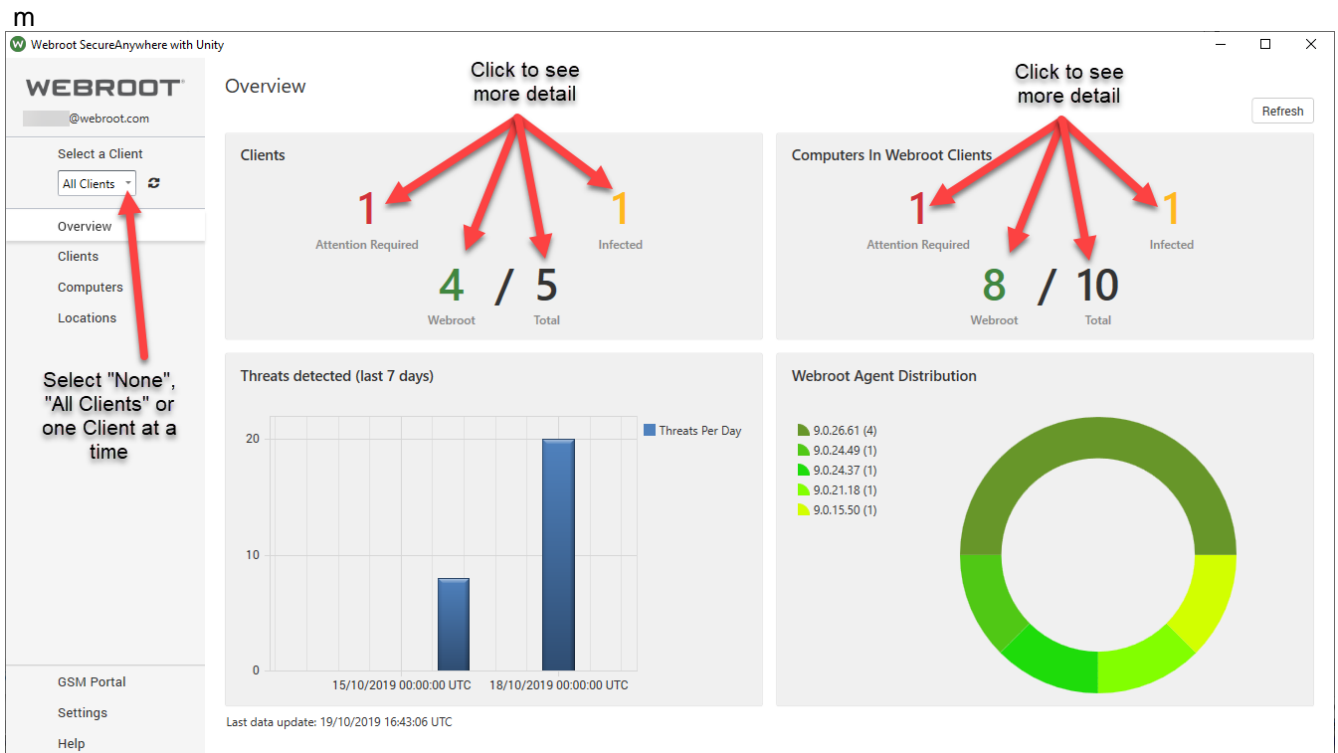 m
Webroot SecureAnywhere with Unity
WEBROOT
@webroot.com
Select a Client
All Clients
Overview
Clients
Computers
Locations
Select "None",
"All Clients" or
one Client at a
time
GSM Portal
Settings
Help
Overview
Click to see
more detail
Click to see
more detail
Refresh
Clients
1
Attention Required
1
Infected
4 / 5
Webroot Total
Computers In Webroot Clients
1
Attention Required
1
Infected
8 / 10
Webroot Total
Threats detected (last 7 days)
20
10
0
15/10/2019 00:00:00 UTC 18/10/2019 00:00:00 UTC
Threats Per Day
Webroot Agent Distribution
9.0.26.61 (4)
9.0.24.49 (1)
9.0.24.37 (1)
9.0.21.18 (1)
9.0.15.50 (1)
Last data update: 19/10/2019 16:43:06 UTC